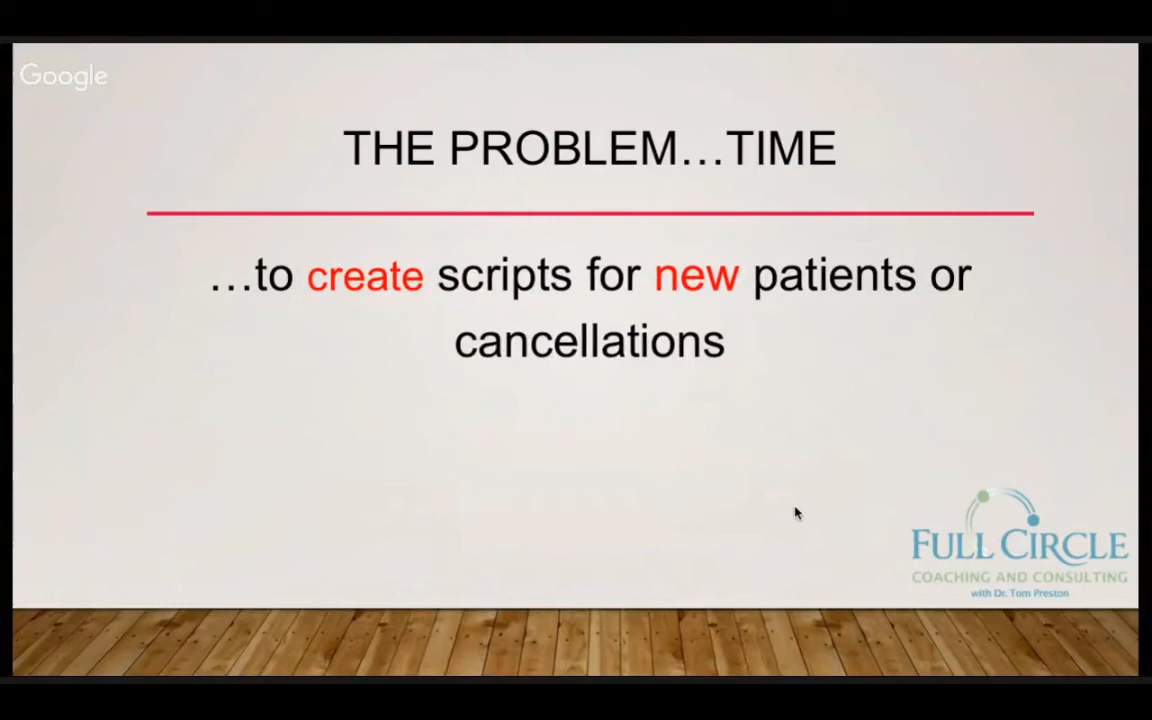 Google
THE PROBLEM…TIME
…to create scripts for new patients or
cancellations
FULL CIRCLE
COACHING AND CONSULTING
with Dr. Tom Preston